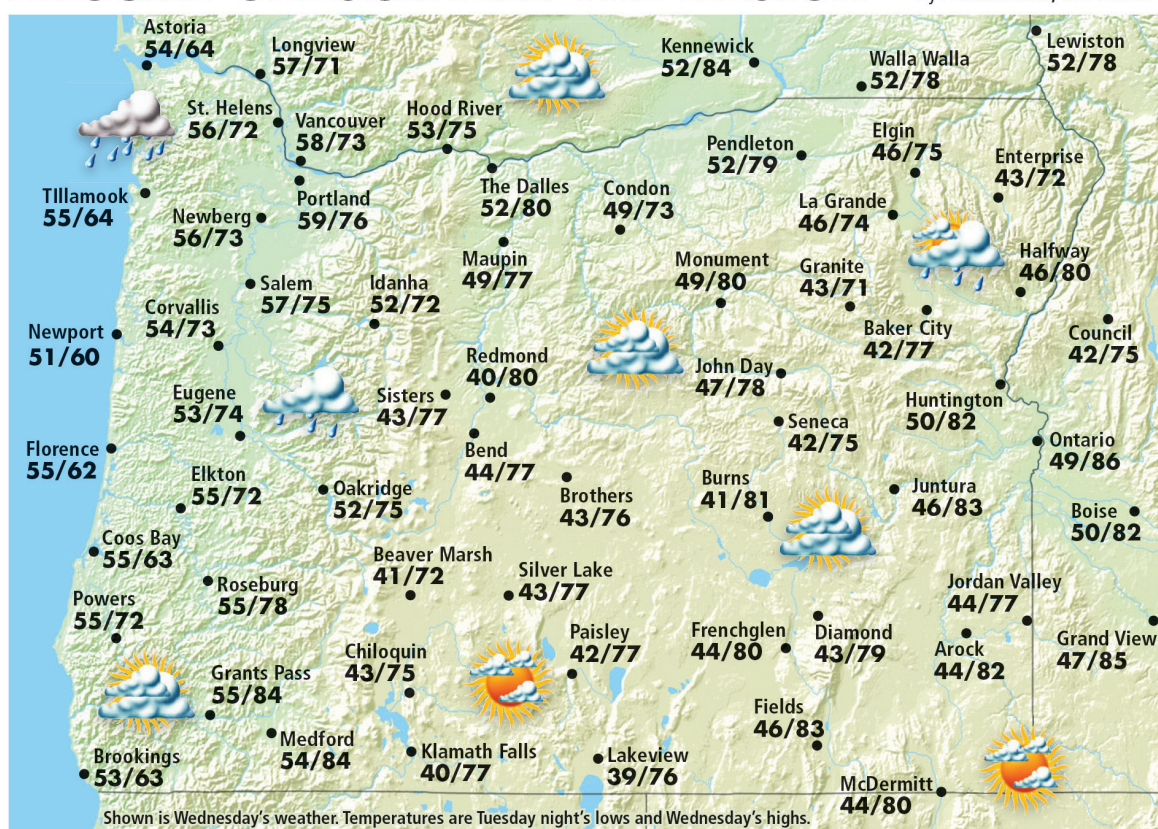 Astoria
54/64
Longview
57/71
Kennewick
52/84
Walla Walla
52/78
Lewiston
52/78
St. Helens
56/72
Vancouver
58/73
Hood River
53/75
Pendleton
52/79
Elgin
46/75
Enterprise
43/72
TIllamook
55/64
Newberg
56/73
Portland
59/76
The Dalles
52/80
Condon
49/73
La Grande
46/74
Maupin
49/77
Monument
49/80
Granite
43/71
Halfway
46/80
Salem
57/75
Idanha
52/72
Corvallis
54/73
Newport
51/60
Baker City
42/77
Council
42/75
Redmond
40/80
John Day
47/78
Eugene
53/74
Sisters
43/77
Huntington
50/82
Seneca
42/75
Florence
55/62
Bend
44/77
Ontario
49/86
Elkton
55/72
Oakridge
52/75
Brothers
43/76
Burns
41/81
Juntura
46/83
Boise
50/82
Coos Bay
55/63
Beaver Marsh
41/72
Silver Lake
43/77
Roseburg
55/78
Jordan Valley
44/77
Powers
55/72
Paisley
42/77
Frenchglen
44/80
Diamond
43/79
Arock
44/82
Grand View
47/85
Chiloquin
43/75
Grants Pass
55/84
Fields
46/83
Medford
54/84
Klamath Falls
40/77
Lakeview
39/76
Brookings
53/63
McDermitt
44/80
Shown is Wednesday's weather. Temperatures are Tuesday night's lows and Wednesday's highs.